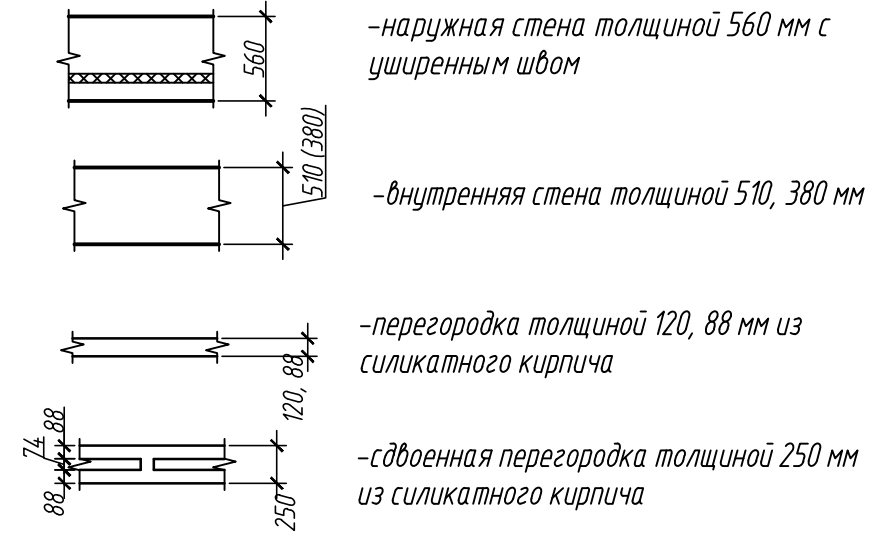 560
-наружная стена толщиной 560 мм с
уширенным швом
510 (380)
-внутренняя стена толщиной 510, 380 мм
120, 88
-перегородка толщиной 120, 88 мм из
силикатного кирпича
74
88
88
250
-сдвоенная перегородка толщиной 250 мм
из силикатного кирпича